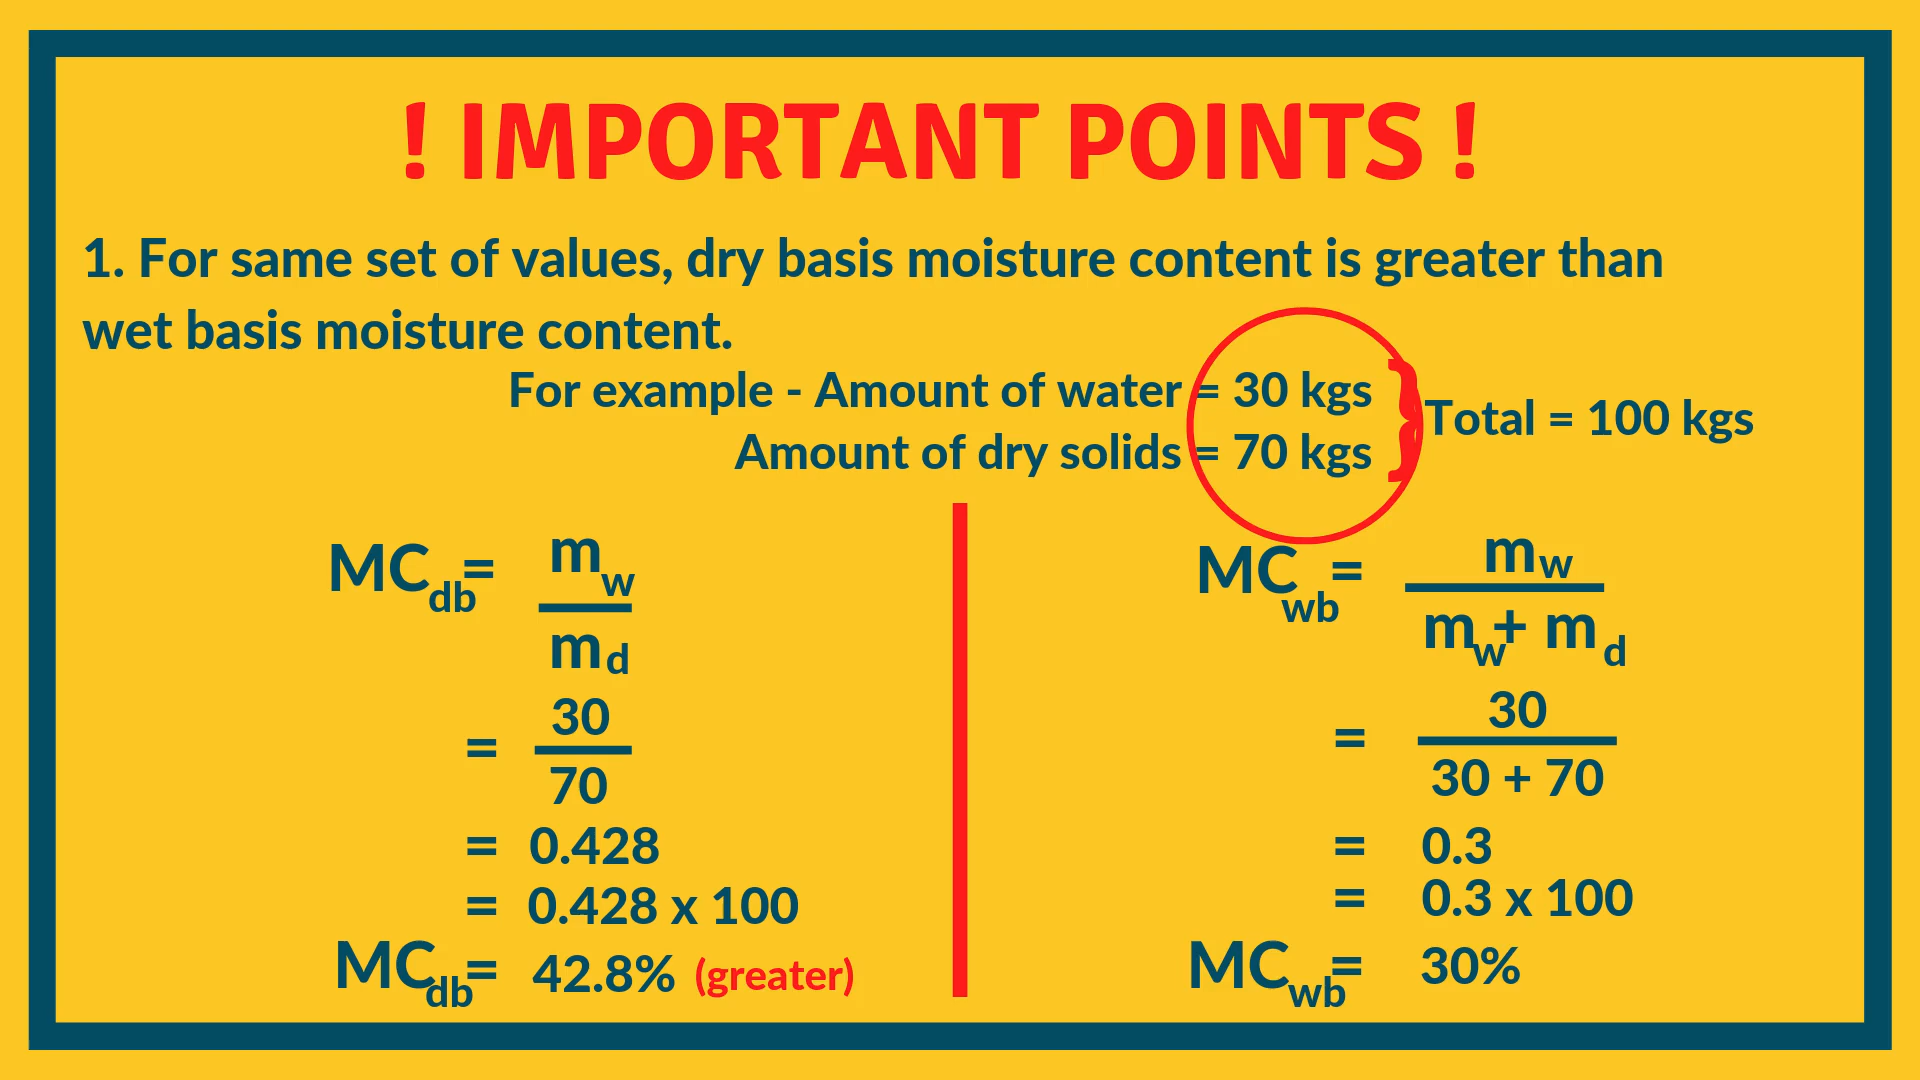 ! IMPORTANT POINTS !
1. For same set of values, dry basis moisture content is greater than
wet basis moisture content.
For example - Amount of water = 30 kgs
Amount of dry solids = 70 kgs
} Total = 100 kgs
MCdb = mw
md
= 30
70
= 0.428
= 0.428 x 100
MCdb = 42.8% (greater)
MCwb = mw
mw + md
= 30
30 + 70
= 0.3
= 0.3 x 100
MCwb = 30%